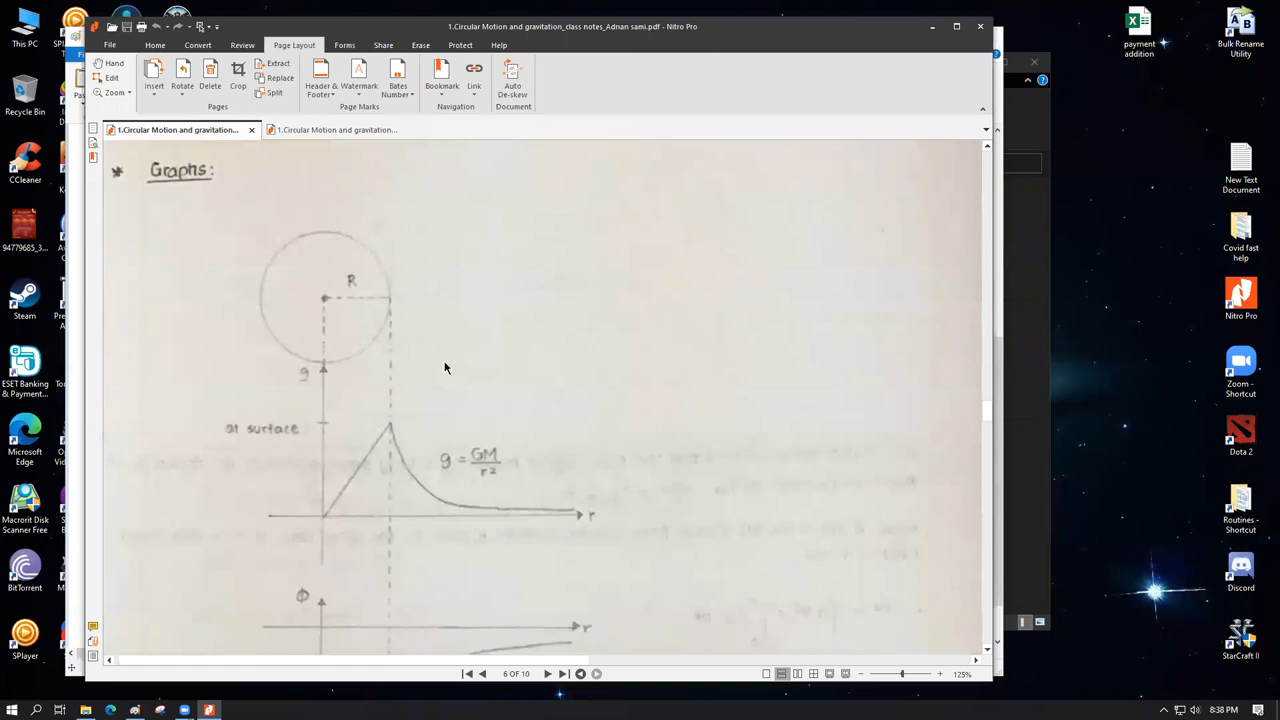 This PC
Recycle Bin
CCleaner
94779685_3...
Steam
ESET Banking
& Payment...
Microsoft
Edge
Macrorit Disk
Scanner Free
BitTorrent
SPlayer
1.Circular Motion and gravitation_class notes_Adnan sami.pdf - Nitro Pro
File Home Convert Review Page Layout Forms Share Erase Protect Help
Hand
Edit
Zoom
Insert
Rotate
Delete
Crop
Extract
Replace
Split
Pages
Header &
Footer
Watermark
Bates
Number
Page Marks
Bookmark
Link
Navigation
Auto
De-skew
Document
1.Circular Motion and gravitation...
1.Circular Motion and gravitation...
* Graphs:
R
g
at surface
g = GM
r²
r
Φ
r
6 OF 10
125%
payment
addition
Bulk Rename
Utility
New Text
Document
Covid fast
help
Nitro Pro
Zoom -
Shortcut
Dota 2
Routines -
Shortcut
Discord
StarCraft II
8:38 PM